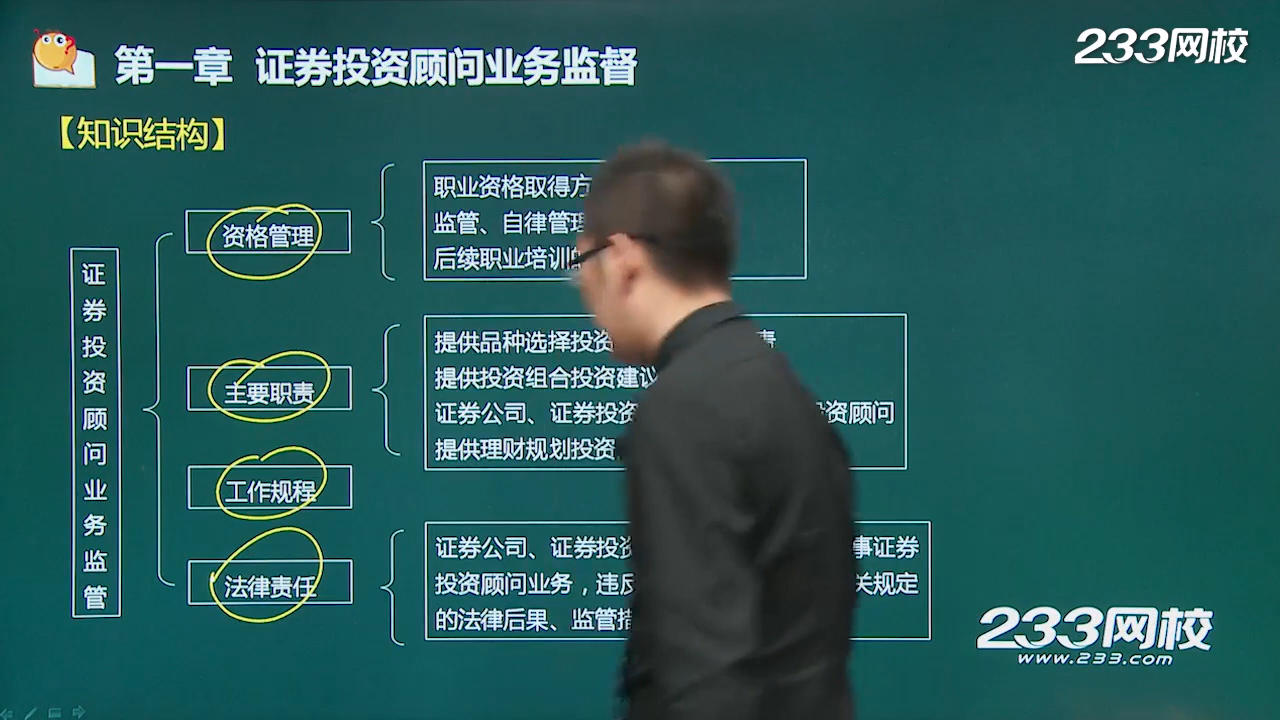 第一章 证券投资顾问业务监督
233网校
【知识结构】
证券投资顾问业务监管
资格管理
职业资格取得方
监管、自律管理
后续职业培训的
主要职责
提供品种选择投资 责
提供投资组合投资建议
证券公司、证券投资 投资顾问
提供理财规划投资
工作规程
法律责任
证券公司、证券投资 事证券
投资顾问业务，违反 关规定
的法律后果、监管措
233网校
www.233.com